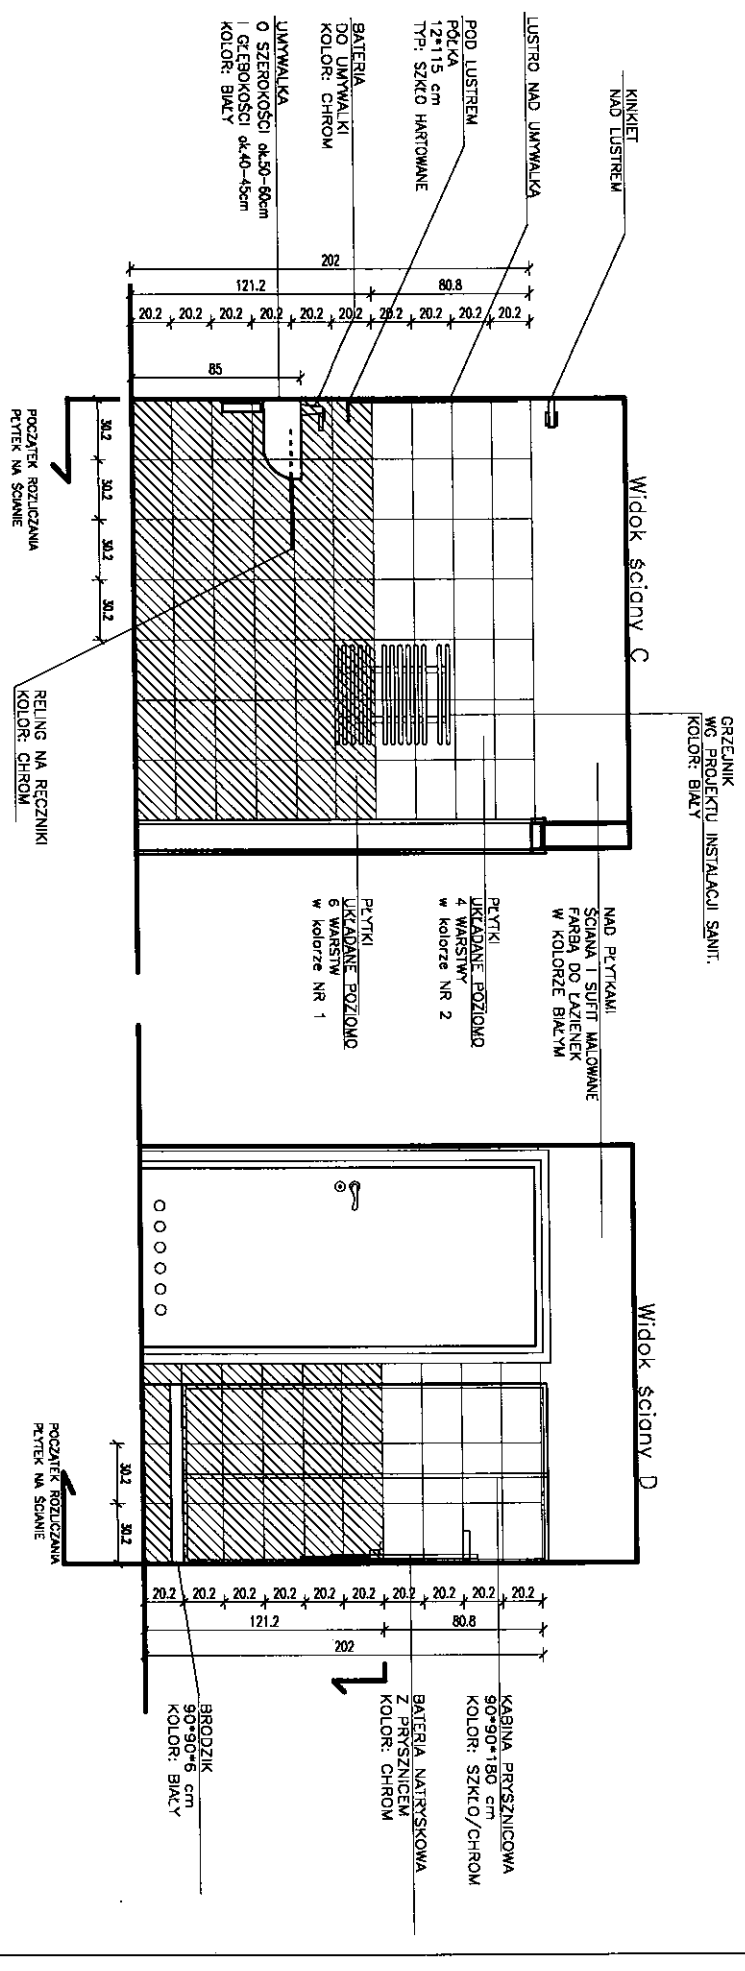 KINKIET
NAD LUSTREM
LUSTRO NAD UMYWALKĄ
POD LUSTREM
PÓŁKA
12*115 cm
TYP: SZKŁO HARTOWANE
BATERIA
DO UMYWALKI
KOLOR: CHROM
UMYWALKA
O SZEROKOŚCI ok.50-60cm
I GŁĘBOKOŚCI ok.40-45cm
KOLOR: BIAŁY
202
121.2
80.8
20.2
20.2
20.2
20.2
20.2
20.2
20.2
20.2
20.2
20.2
85
30.2
30.2
30.2
30.2
POCZĄTEK ROZLICZANIA
PŁYTEK NA ŚCIANIE
Widok ściany C
RELING NA RĘCZNIKI
KOLOR: CHROM
GRZEJNIK
WG PROJEKTU INSTALACJI SANIT.
KOLOR: BIAŁY
NAD PŁYTKAMI
ŚCIANA I SUFIT MALOWANE
FARBĄ DO ŁAZIENEK
W KOLORZE BIAŁYM
PŁYTKI
UKŁADANE POZIOMO
4 WARSTWY
w kolorze NR 2
PŁYTKI
UKŁADANE POZIOMO
6 WARSTW
w kolorze NR 1
Widok ściany D
POCZĄTEK ROZLICZANIA
PŁYTEK NA ŚCIANIE
30.2
30.2
20.2
20.2
20.2
20.2
20.2
20.2
20.2
20.2
20.2
20.2
121.2
80.8
202
KABINA PRYSZNICOWA
90*90*180 cm
KOLOR: SZKŁO/CHROM
BATERIA NATRYSKOWA
Z PRYSZNICEM
KOLOR: CHROM
BRODZIK
90*90*6 cm
KOLOR: BIAŁY